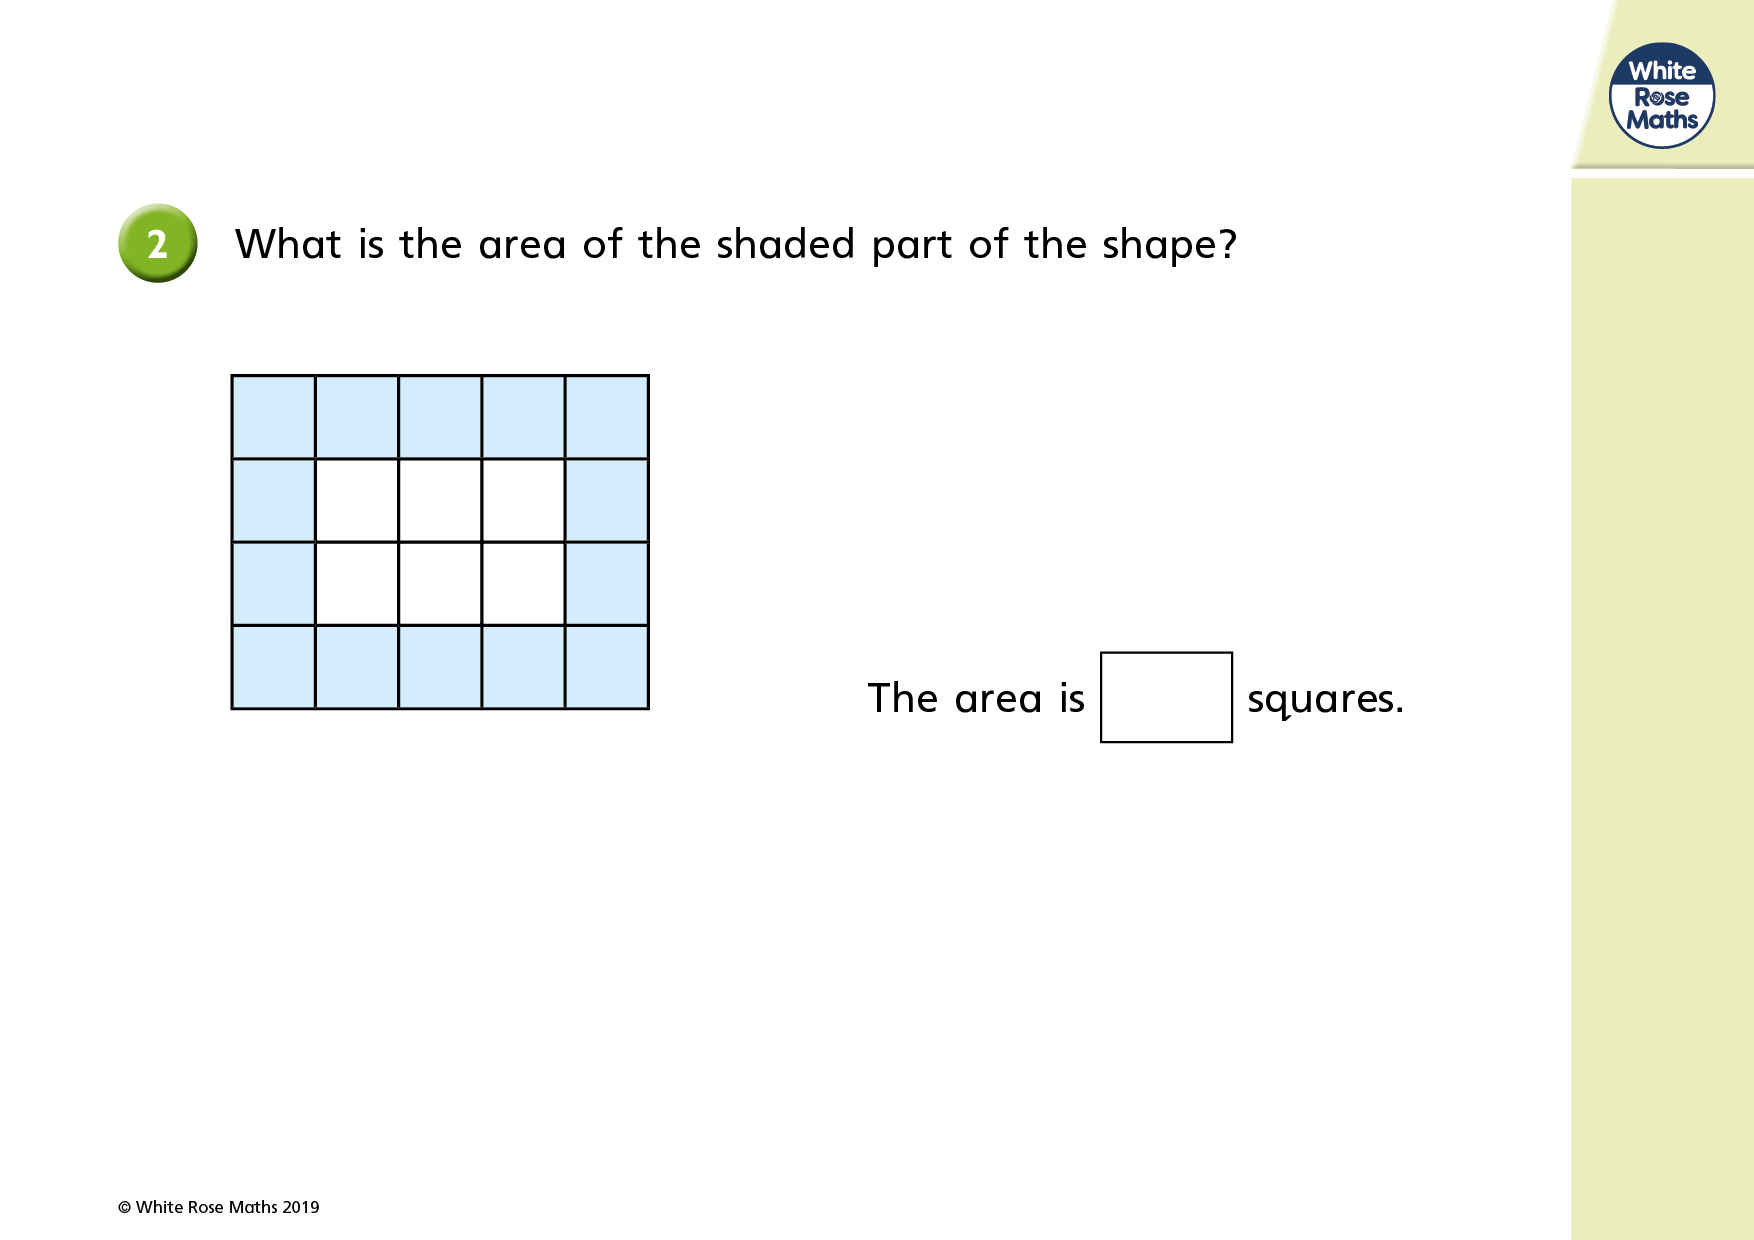 White
Rose
Maths
2 What is the area of the shaded part of the shape?
The area is squares.
© White Rose Maths 2019